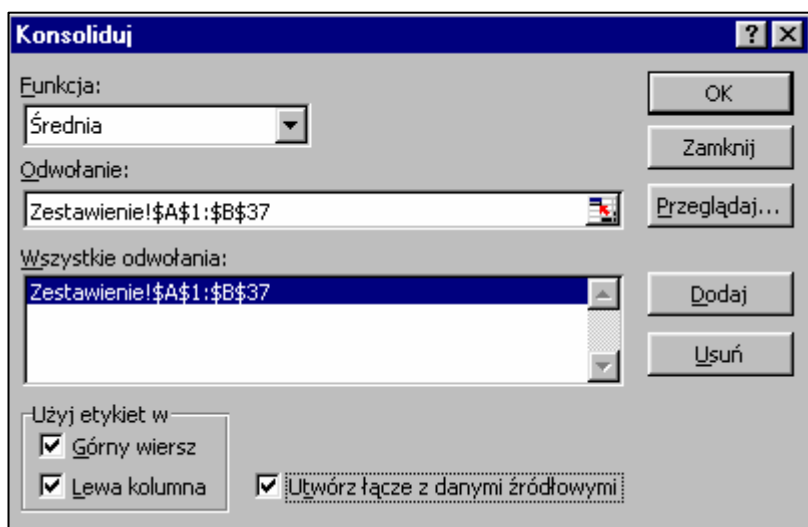 Konsoliduj
Funkcja:
Średnia
Odwołanie:
Zestawienie!$A$1:$B$37
Wszystkie odwołania:
Zestawienie!$A$1:$B$37
Użyj etykiet w
Górny wiersz
Lewa kolumna
Utwórz łącze z danymi źródłowymi
OK
Zamknij
Przeglądaj...
Dodaj
Usuń